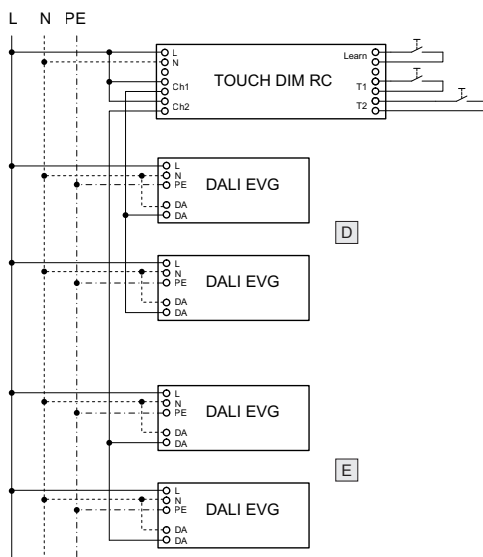 L N PE
L
N
Ch1
Ch2
TOUCH DIM RC
Learn
T1
T2
L
N
PE
DA
DA
DALI EVG
D
L
N
PE
DA
DA
DALI EVG
L
N
PE
DA
DA
DALI EVG
E
L
N
PE
DA
DA
DALI EVG